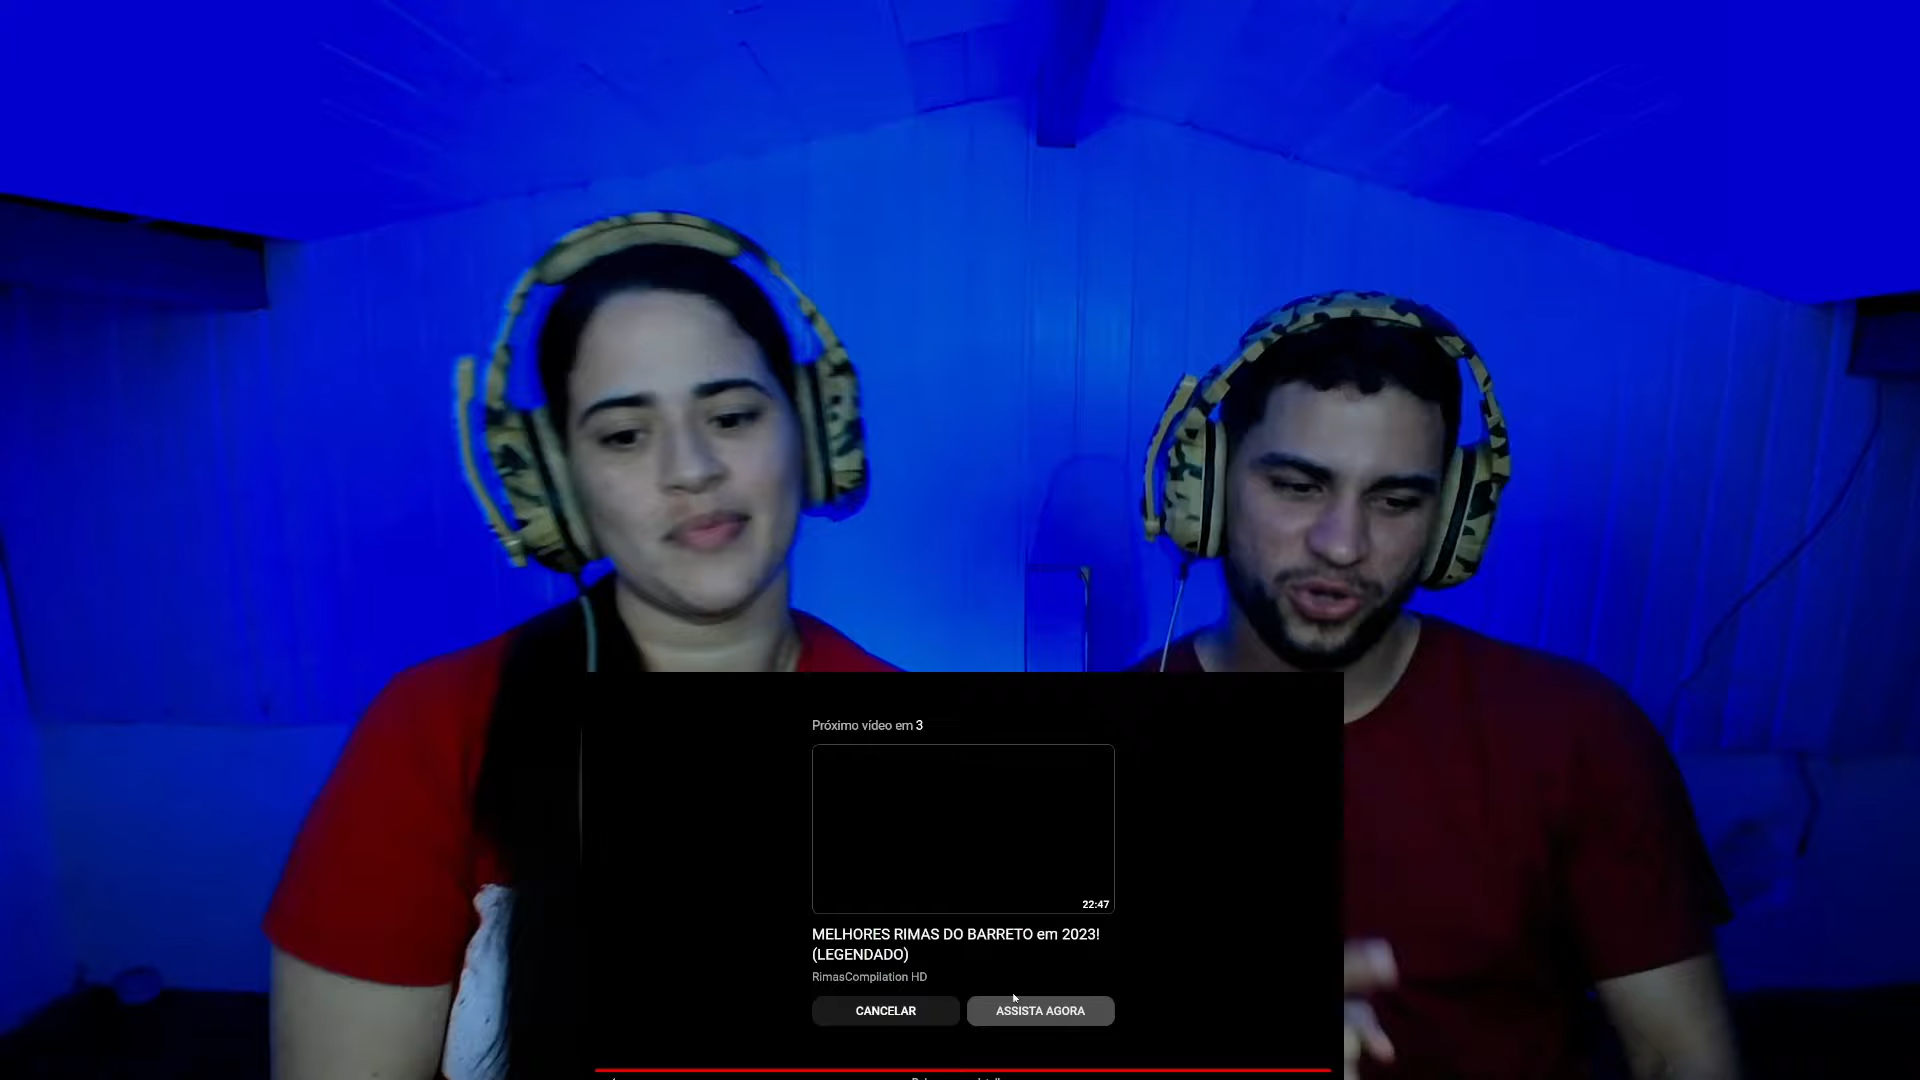 Próximo vídeo em 3
22:47
MELHORES RIMAS DO BARRETO em 2023!
(LEGENDADO)
RimasCompilation HD
CANCELAR
ASSISTA AGORA